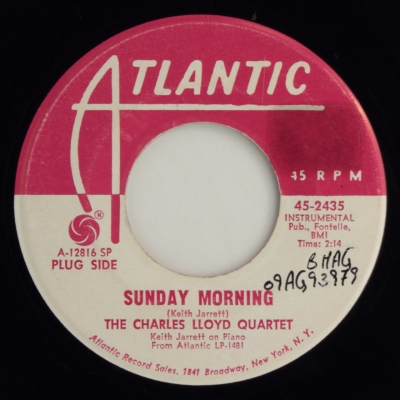 ATLANTIC
45 RPM
45-2435
INSTRUMENTAL
Pub., Fontelle,
BMI
Time: 2:14
®
A-12816 SP
PLUG SIDE
BMAG
09AG93979
SUNDAY MORNING
(Keith Jarrett)
THE CHARLES LLOYD QUARTET
Keith Jarrett on Piano
From Atlantic LP-1481
Atlantic Record Sales, 1841 Broadway, New York, N. Y.